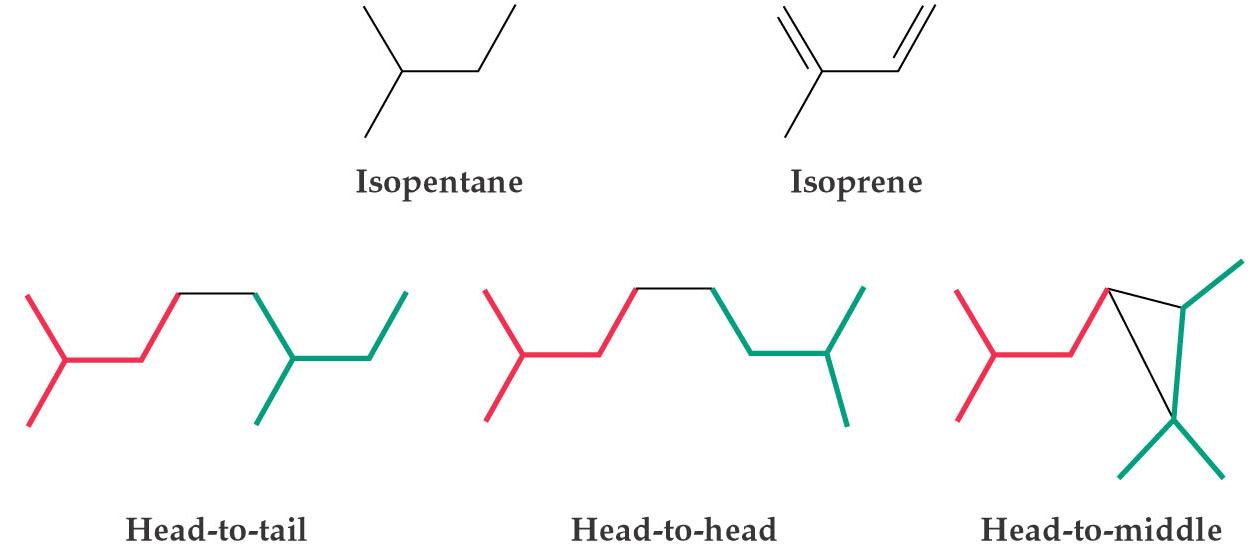 Isopentane
Isoprene
Head-to-tail
Head-to-head
Head-to-middle